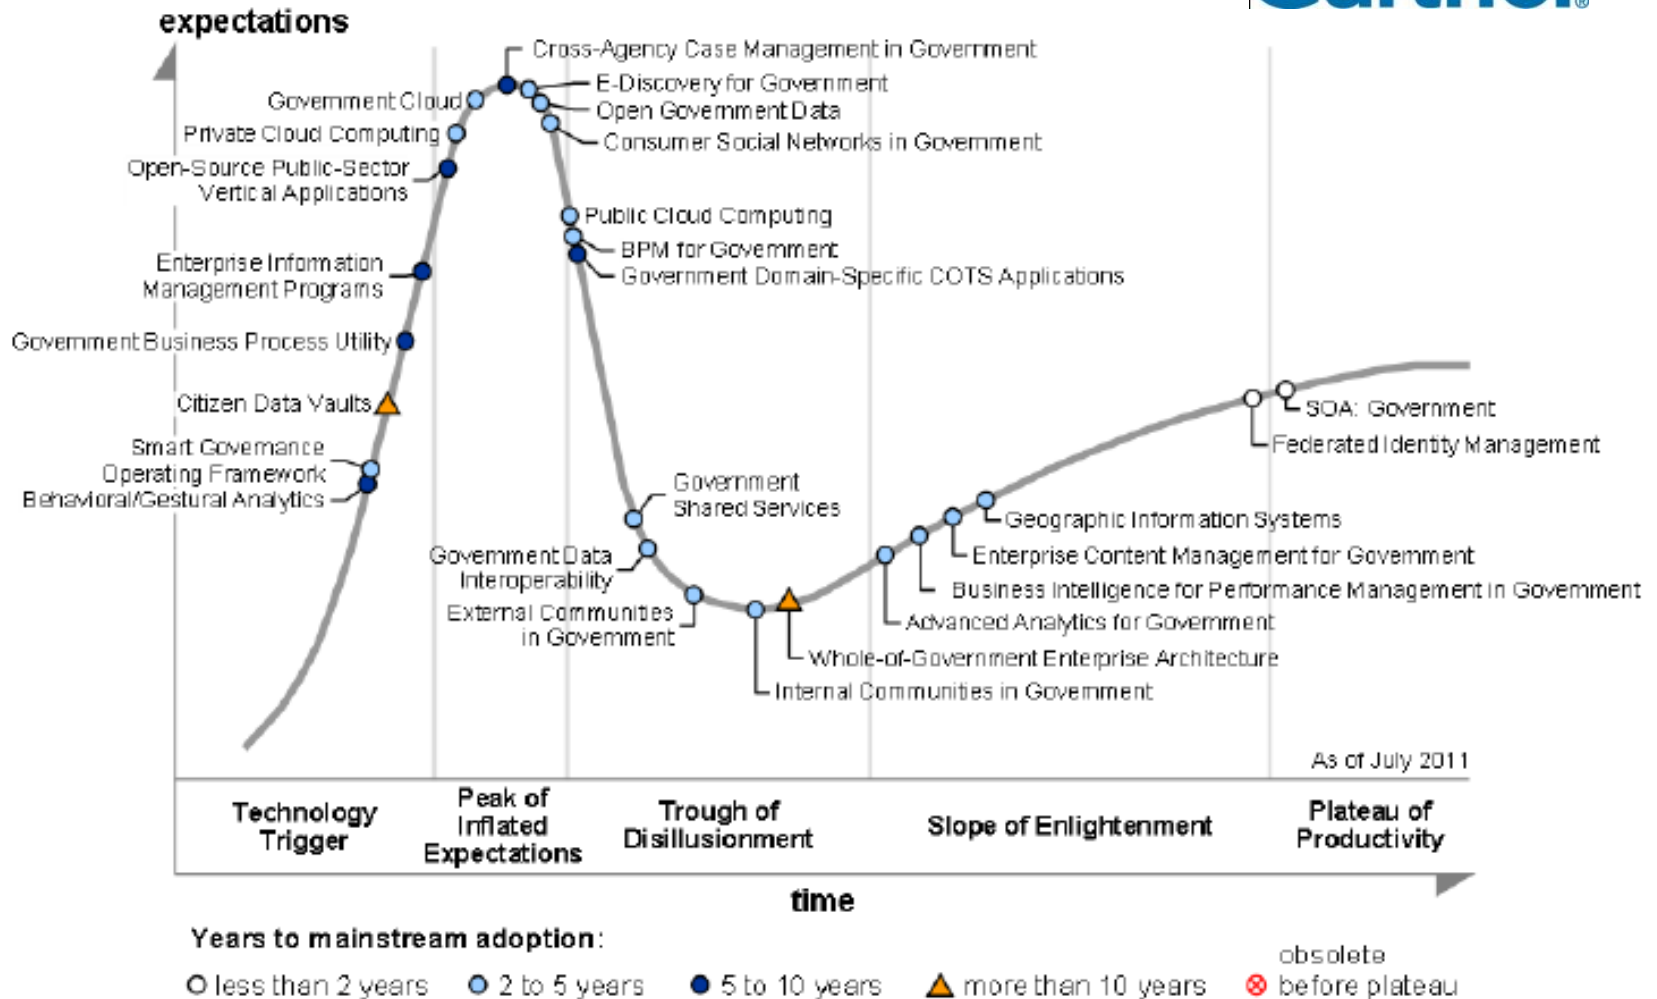 expectations
Gartner®
Cross-Agency Case Management in Government
E-Discovery for Government
Government Cloud
Open Government Data
Private Cloud Computing
Consumer Social Networks in Government
Open-Source Public-Sector
Vertical Applications
Public Cloud Computing
BPM for Government
Enterprise Information
Management Programs
Government Domain-Specific COTS Applications
Government Business Process Utility
Citizen Data Vaults
SOA: Government
Smart Governance
Operating Framework
Federated Identity Management
Behavioral/Gestural Analytics
Government
Shared Services
Geographic Information Systems
Government Data
Interoperability
Enterprise Content Management for Government
Business Intelligence for Performance Management in Government
External Communities
in Government
Advanced Analytics for Government
Whole-of-Government Enterprise Architecture
Internal Communities in Government
As of July 2011
Technology
Trigger
Peak of
Inflated
Expectations
Trough of
Disillusionment
Slope of Enlightenment
Plateau of
Productivity
time
Years to mainstream adoption:
less than 2 years
2 to 5 years
5 to 10 years
more than 10 years
obsolete
before plateau